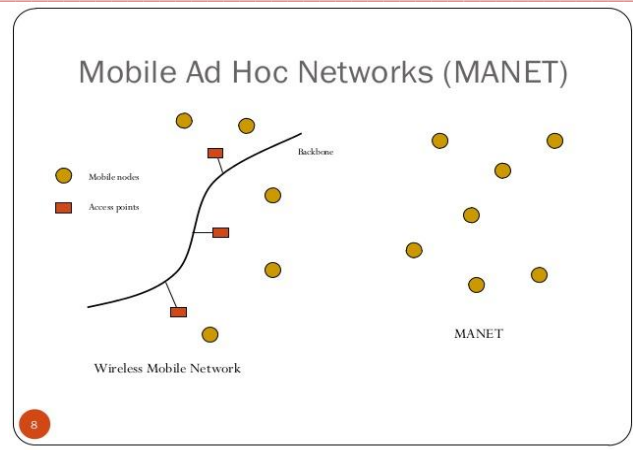 Mobile Ad Hoc Networks (MANET)
Backbone
Mobile nodes
Access points
MANET
Wireless Mobile Network
8